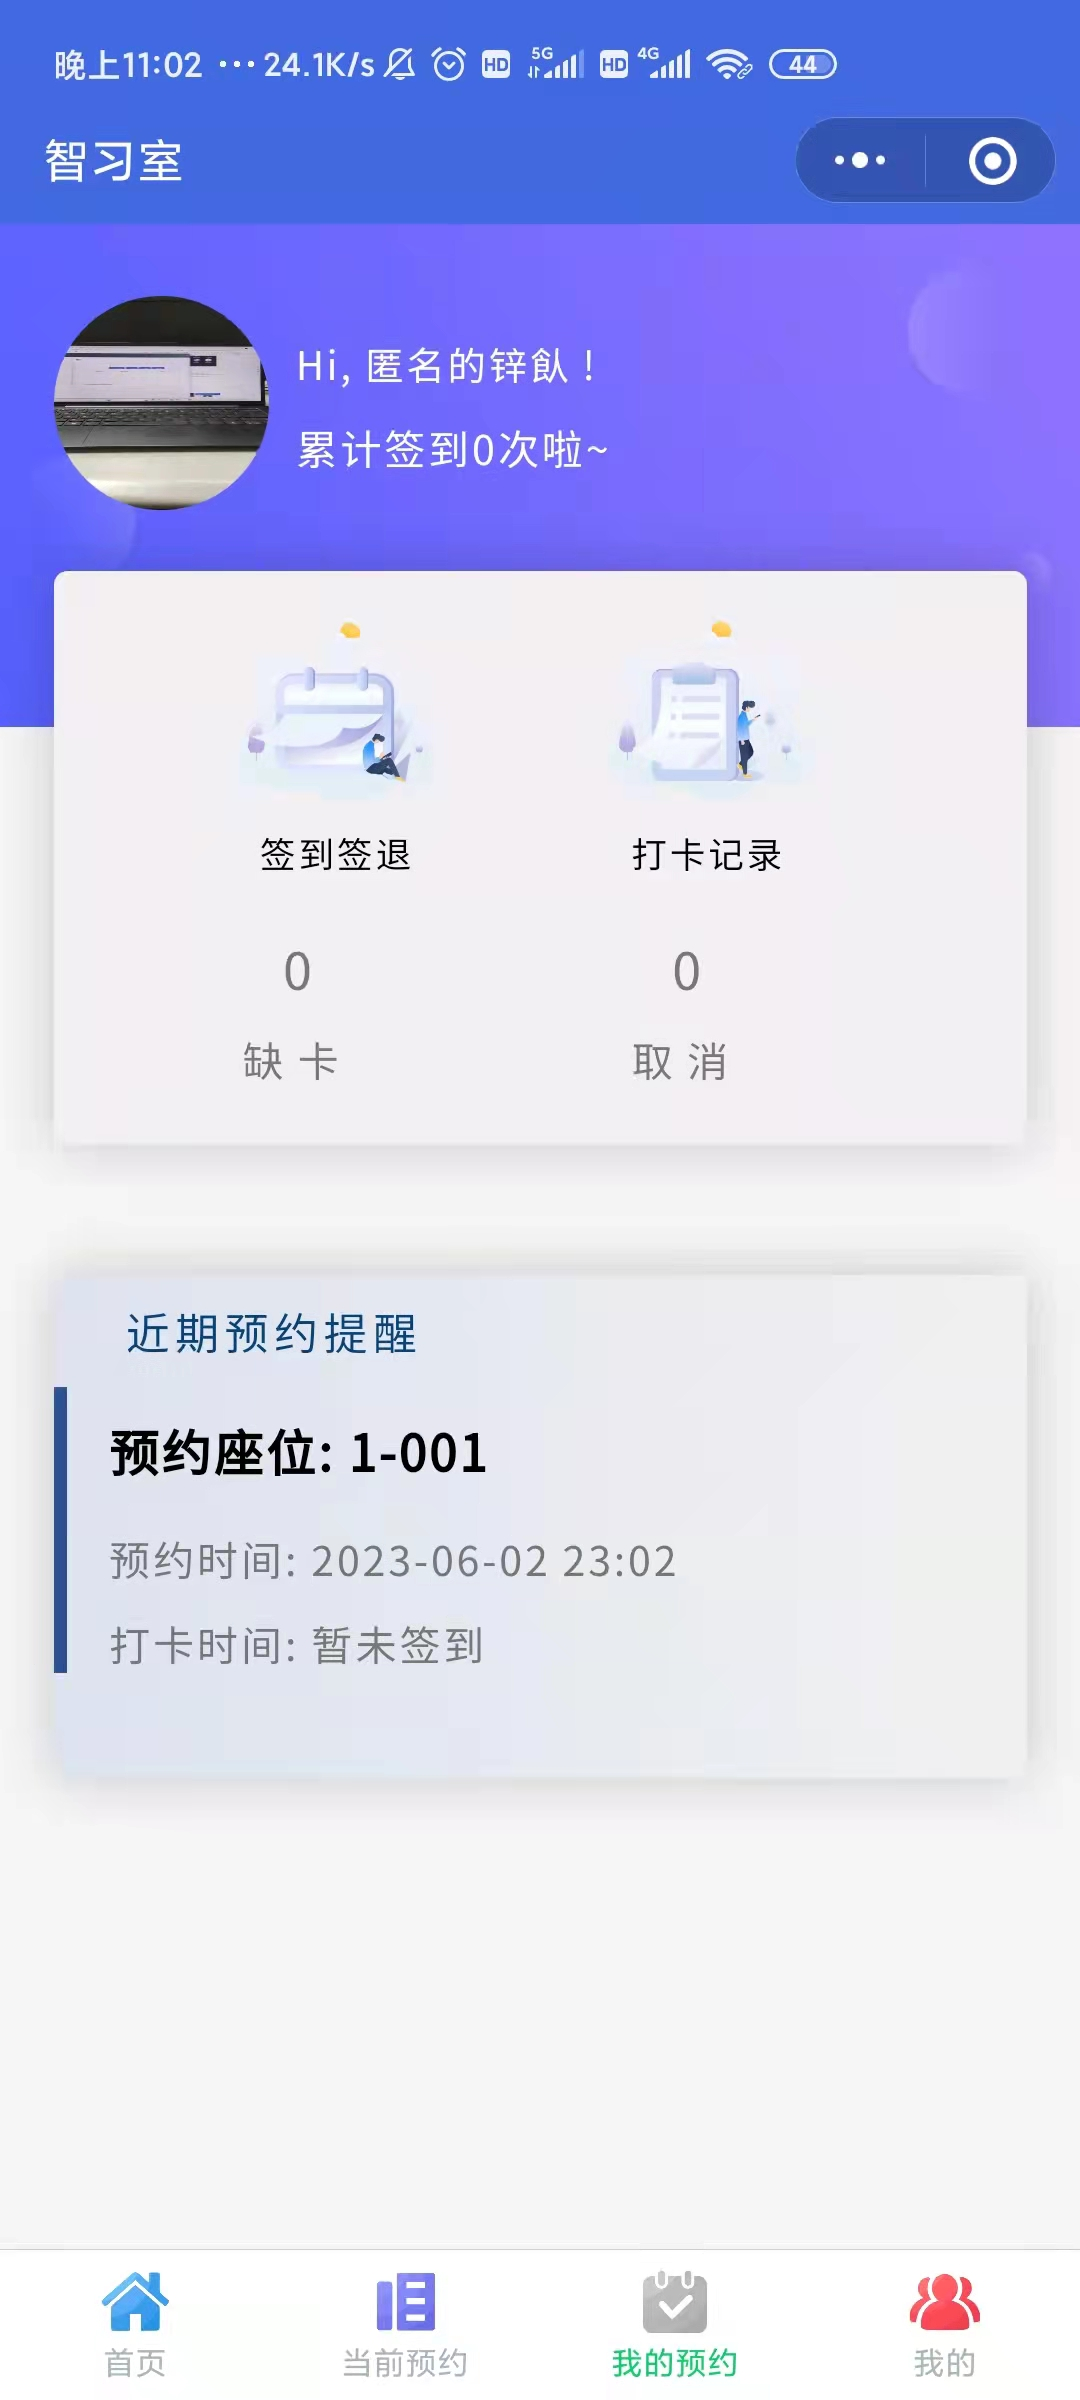 晚上11:02 ··· 24.1K/s HD 5G HD 4G 44
智习室
Hi, 匿名的锌飤！
累计签到0次啦~
签到签退 打卡记录
0 0
缺卡 取消
近期预约提醒
预约座位: 1-001
预约时间: 2023-06-02 23:02
打卡时间: 暂未签到
首页 当前预约 我的预约 我的